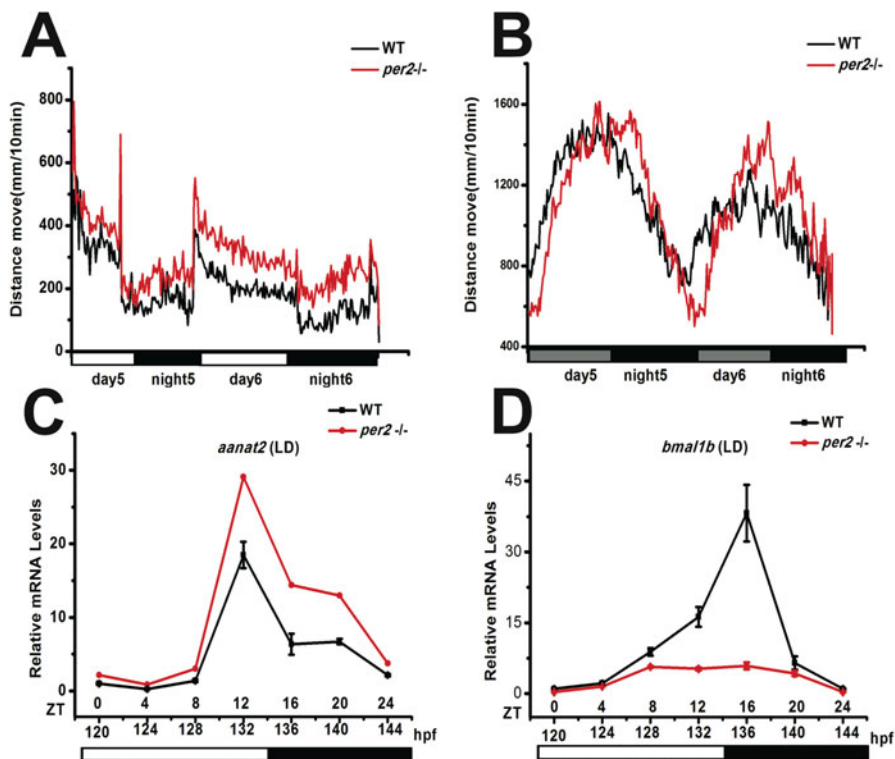 A
WT
per2-/-
Distance move(mm/10min)
800
600
400
200
0
day5 night5 day6 night6
B
WT
per2-/-
Distance move(mm/10min)
1600
1200
800
400
day5 night5 day6 night6
C
WT
per2 -/-
aanat2 (LD)
Relative mRNA Levels
30
20
10
0
ZT 0 4 8 12 16 20 24
120 124 128 132 136 140 144 hpf
D
WT
per2 -/-
bmal1b (LD)
Relative mRNA Levels
45
30
15
0
ZT 0 4 8 12 16 20 24
120 124 128 132 136 140 144 hpf